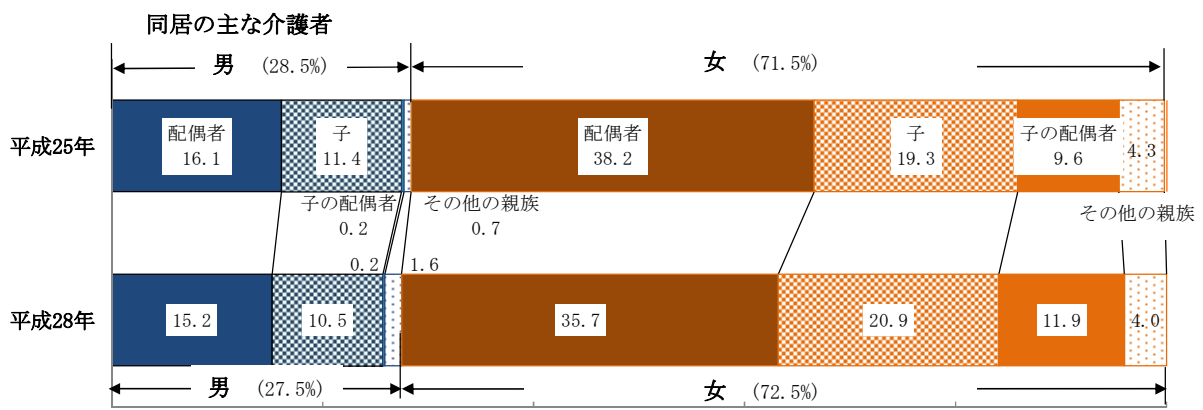 同居の主な介護者
男 (28.5%)
女 (71.5%)
平成25年
配偶者
16.1
子
11.4
配偶者
38.2
子
19.3
子の配偶者
9.6
4.3
子の配偶者
0.2
その他の親族
0.7
その他の親族
0.2
1.6
平成28年
15.2
10.5
35.7
20.9
11.9
4.0
男 (27.5%)
女 (72.5%)